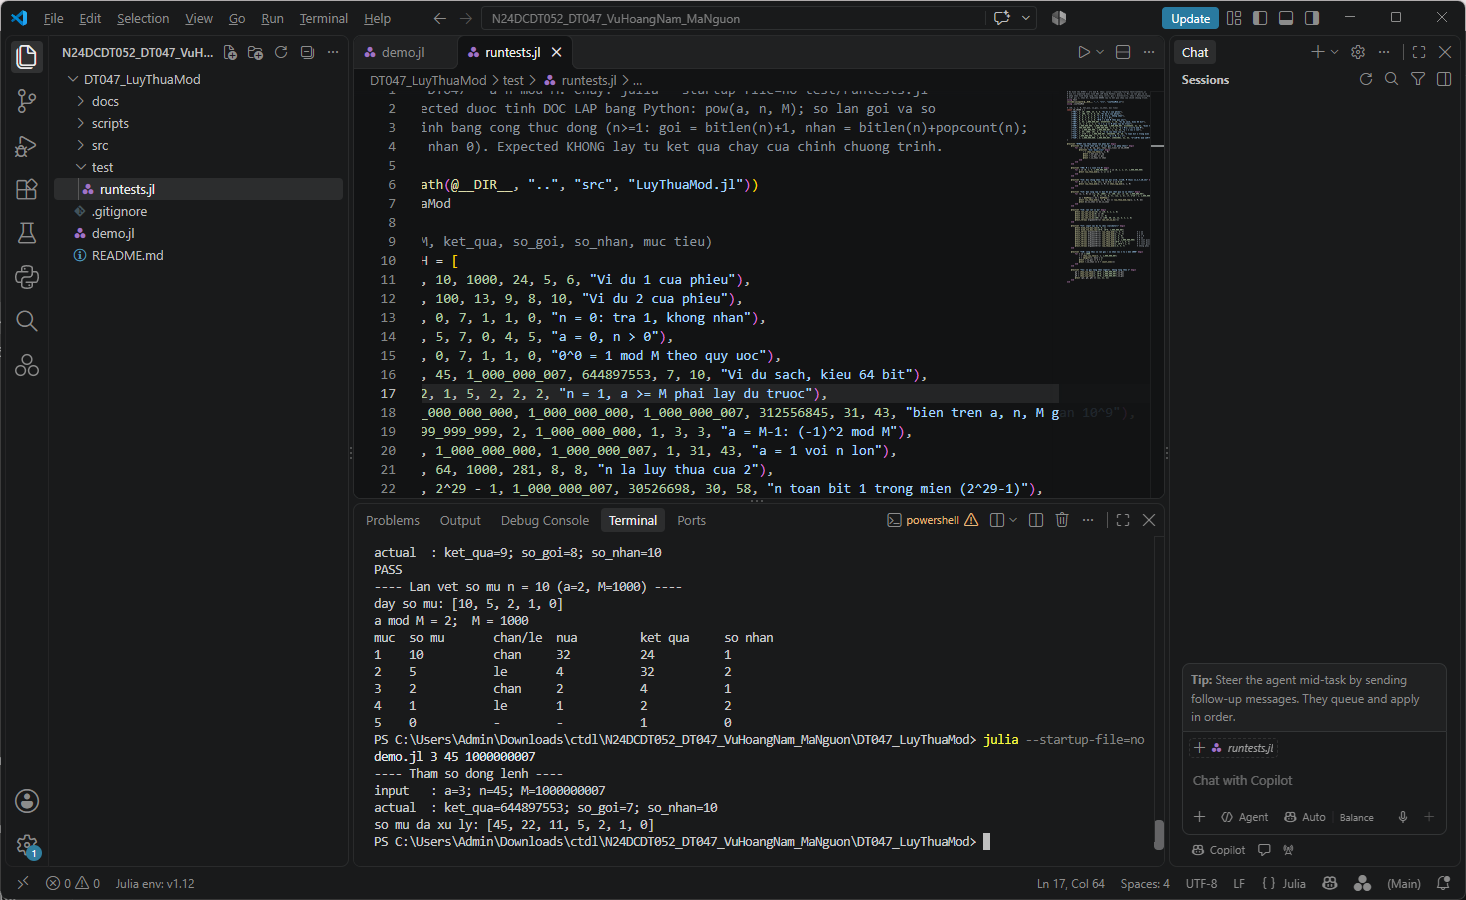 File Edit Selection View Go Run Terminal Help
N24DCDT052_DT047_VuHoangNam_MaNguon
Update
N24DCDT052_DT047_VuH...
DT047_LuyThuaMod
docs
scripts
src
test
runtests.jl
.gitignore
demo.jl
README.md
1
demo.jl
runtests.jl
DT047_LuyThuaMod > test > runtests.jl > ...
2 ected duoc tinh DOC LAP bang Python: pow(a, n, M); so lan goi va so
3 inh bang cong thuc dong (n>=1: goi = bitlen(n)+1, nhan = bitlen(n)+popcount(n);
4 nhan 0). Expected KHONG lay tu ket qua chay cua chinh chuong trinh.
5
6 ath(@__DIR__, "..", "src", "LuyThuaMod.jl"))
7 aMod
8
9 M, ket_qua, so_goi, so_nhan, muc tieu)
10 H = [
11 , 10, 1000, 24, 5, 6, "Vi du 1 cua phieu"),
12 , 100, 13, 9, 8, 10, "Vi du 2 cua phieu"),
13 , 0, 7, 1, 1, 0, "n = 0: tra 1, khong nhan"),
14 , 5, 7, 0, 4, 5, "a = 0, n > 0"),
15 , 0, 7, 1, 1, 0, "0^0 = 1 mod M theo quy uoc"),
16 , 45, 1_000_000_007, 644897553, 7, 10, "Vi du sach, kieu 64 bit"),
17 2, 1, 5, 2, 2, 2, "n = 1, a >= M phai lay du truoc"),
18 _000_000_000, 1_000_000_000, 1_000_000_007, 312556845, 31, 43, "bien tren a, n, M gan 10^9"),
19 99_999_999, 2, 1_000_000_000, 1, 3, 3, "a = M-1: (-1)^2 mod M"),
20 , 1_000_000_000, 1_000_000_007, 1, 31, 43, "a = 1 voi n lon"),
21 , 64, 1000, 281, 8, 8, "n la luy thua cua 2"),
22 , 2^29 - 1, 1_000_000_007, 30526698, 30, 58, "n toan bit 1 trong mien (2^29-1)"),
Problems Output Debug Console Terminal Ports
powershell
actual : ket_qua=9; so_goi=8; so_nhan=10
PASS
---- Lan vet so mu n = 10 (a=2, M=1000) ----
day so mu: [10, 5, 2, 1, 0]
a mod M = 2; M = 1000
muc so mu chan/le nua ket qua so nhan
1 10 chan 32 24 1
2 5 le 4 32 2
3 2 chan 2 4 1
4 1 le 1 2 2
5 0 - - 1 0
PS C:\Users\Admin\Downloads\ctdl\N24DCDT052_DT047_VuHoangNam_MaNguon\DT047_LuyThuaMod> julia --startup-file=no
demo.jl 3 45 1000000007
---- Tham so dong lenh ----
input : a=3; n=45; M=1000000007
actual : ket_qua=644897553; so_goi=7; so_nhan=10
so mu da xu ly: [45, 22, 11, 5, 2, 1, 0]
PS C:\Users\Admin\Downloads\ctdl\N24DCDT052_DT047_VuHoangNam_MaNguon\DT047_LuyThuaMod>
Chat
Sessions
Tip: Steer the agent mid-task by sending
follow-up messages. They queue and apply
in order.
runtests.jl
Chat with Copilot
Agent Auto Balance
Copilot
0 0 Julia env: v1.12
Ln 17, Col 64 Spaces: 4 UTF-8 LF { } Julia (Main)